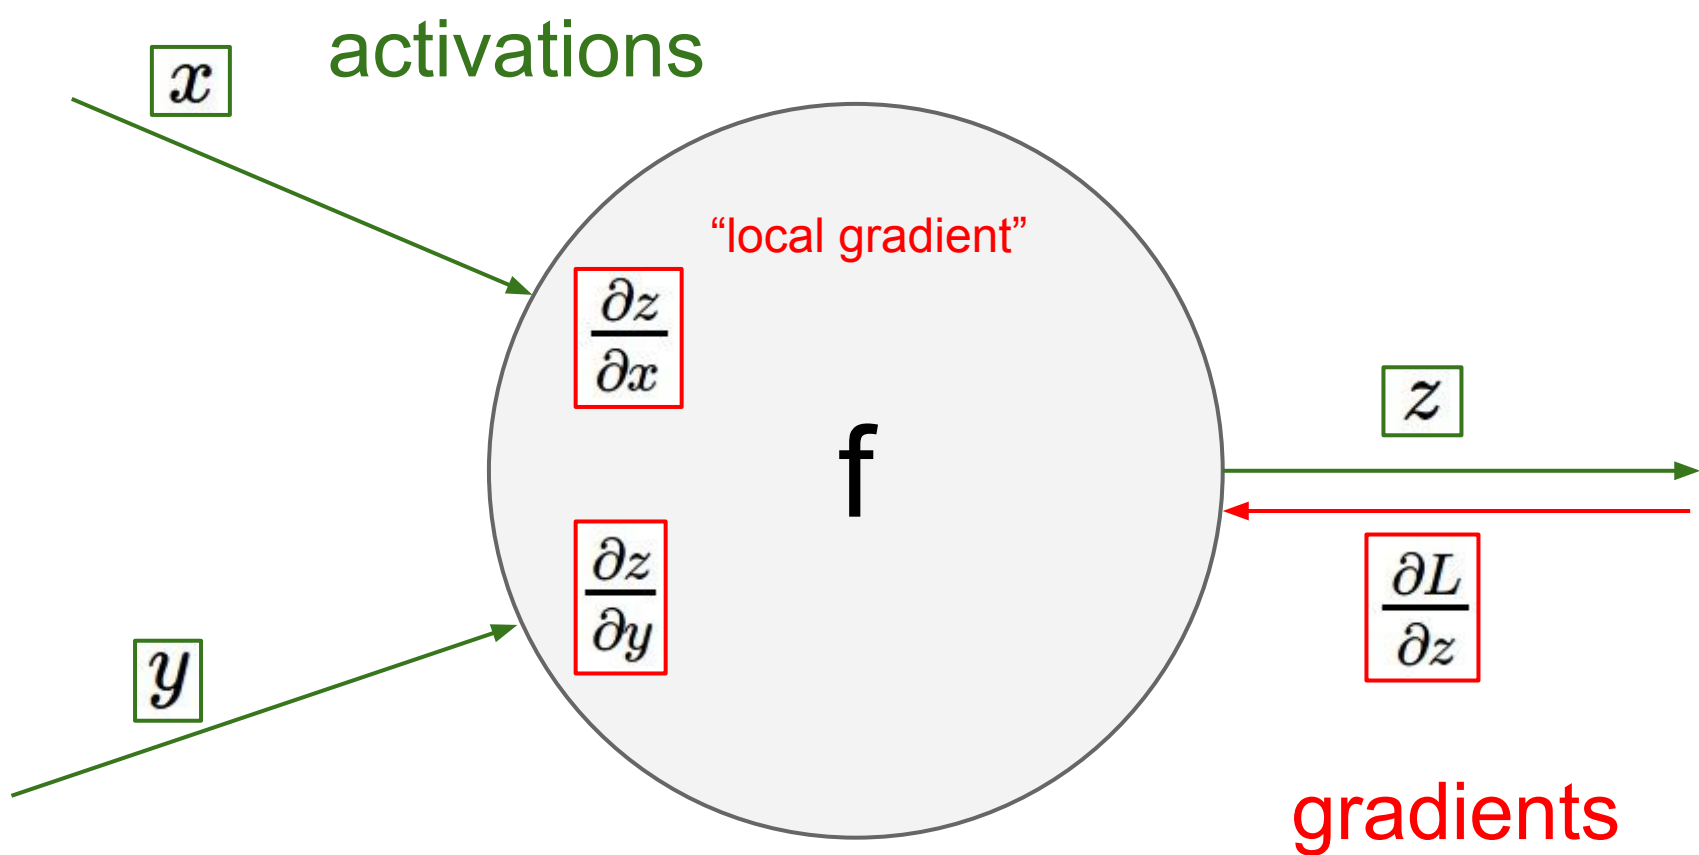 activations
x
“local gradient”
∂z
∂x
z
f
∂z
∂y
∂L
∂z
y
gradients